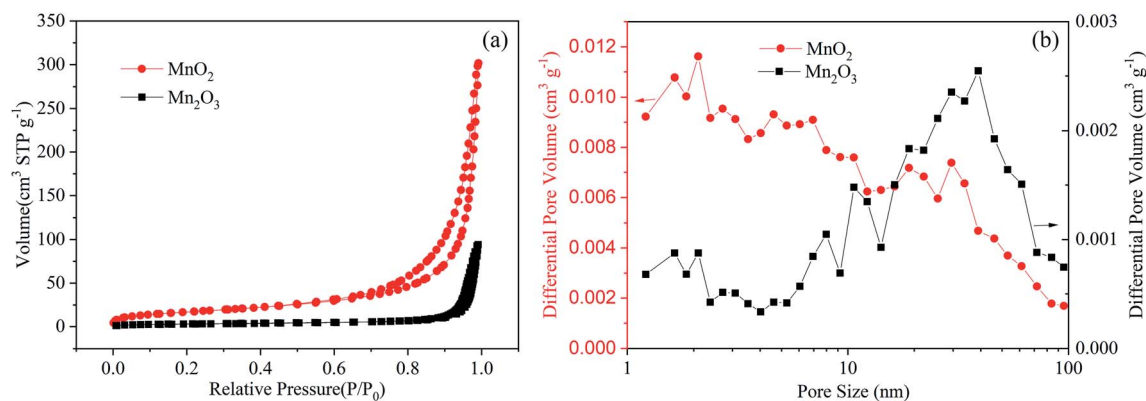 (a)
MnO₂
Mn₂O₃
350
300
250
200
150
100
50
0
Volume(cm³ STP g⁻¹)
0.0 0.2 0.4 0.6 0.8 1.0
Relative Pressure(P/P₀)
(b)
MnO₂
Mn₂O₃
0.012
0.010
0.008
0.006
0.004
0.002
0.000
Differential Pore Volume (cm³ g⁻¹)
0.003
0.002
0.001
0.000
Differential Pore Volume (cm³ g⁻¹)
1 10 100
Pore Size (nm)